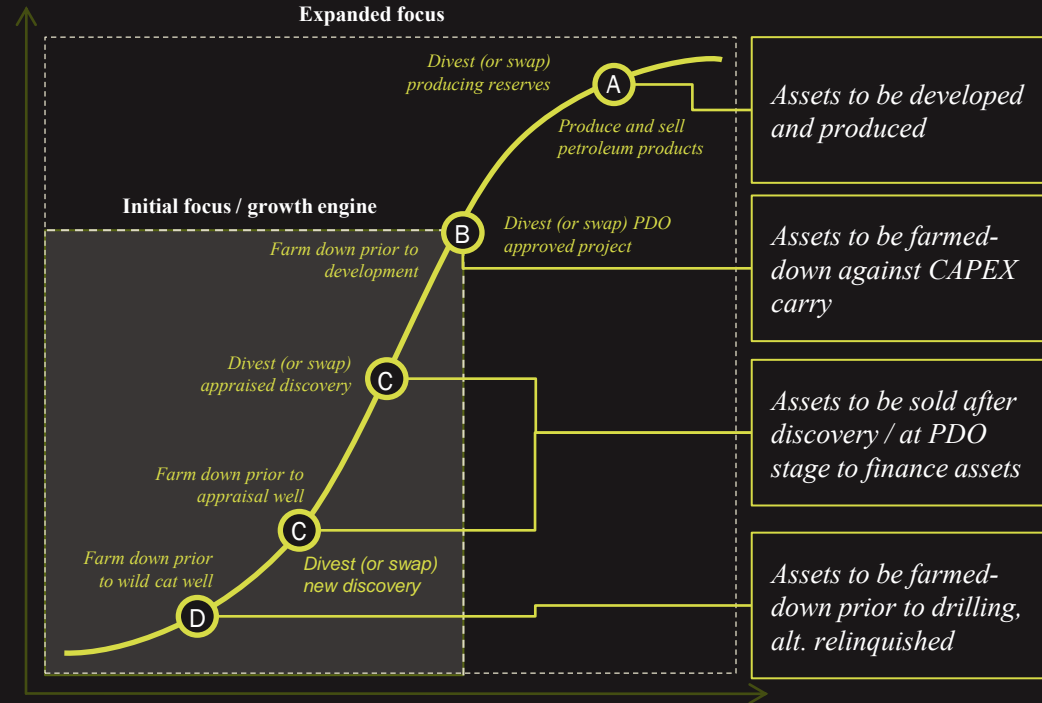 Expanded focus
Divest (or swap)
producing reserves
A
Produce and sell
petroleum products
Assets to be developed
and produced
Initial focus / growth engine
B
Farm down prior to
development
Divest (or swap) PDO
approved project
Assets to be farmed-
down against CAPEX
carry
Divest (or swap)
appraised discovery
C
Assets to be sold after
discovery / at PDO
stage to finance assets
Farm down prior to
appraisal well
C
Divest (or swap)
new discovery
Farm down prior
to wild cat well
D
Assets to be farmed-
down prior to drilling,
alt. relinquished